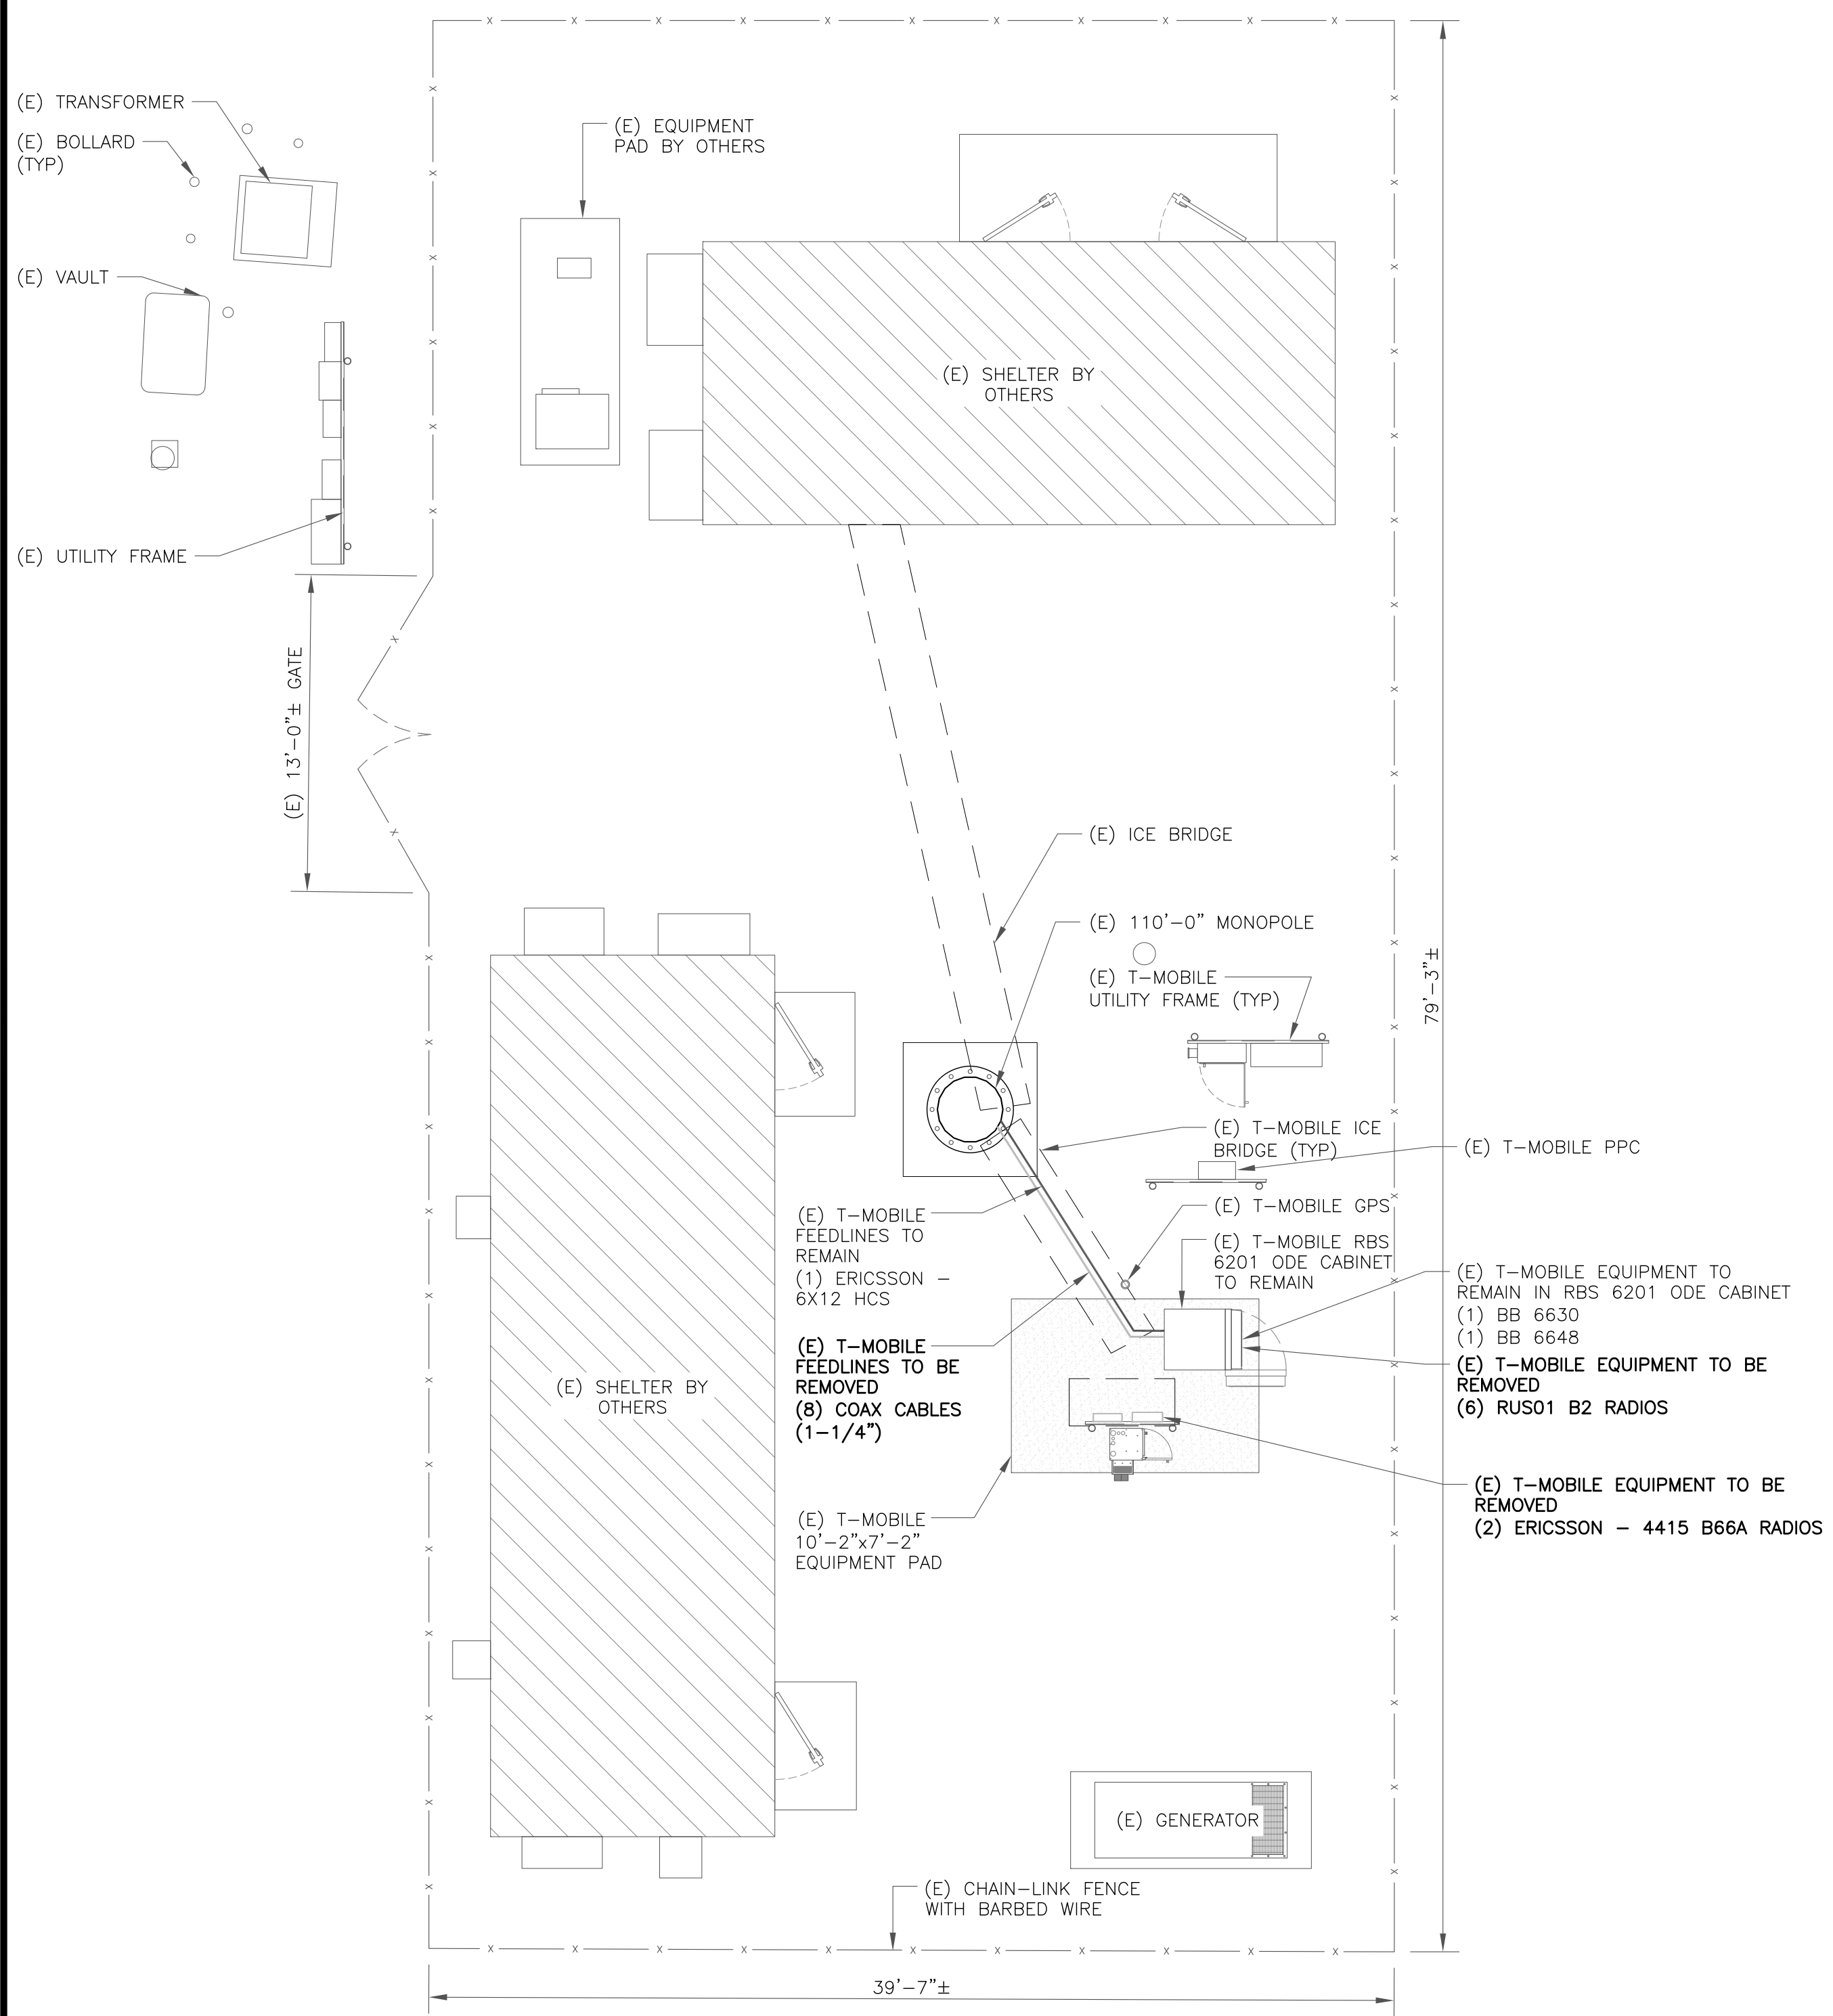 (E) TRANSFORMER
(E) BOLLARD
(TYP)
(E) VAULT
(E) UTILITY FRAME
(E) EQUIPMENT
PAD BY OTHERS
(E) SHELTER BY
OTHERS
(E) 13'-0"± GATE
(E) ICE BRIDGE
(E) 110'-0" MONOPOLE
(E) T-MOBILE
UTILITY FRAME (TYP)
79'-3"±
(E) T-MOBILE ICE
BRIDGE (TYP)
(E) T-MOBILE PPC
(E) T-MOBILE GPS
(E) T-MOBILE RBS
6201 ODE CABINET
TO REMAIN
(E) T-MOBILE
FEEDLINES TO
REMAIN
(1) ERICSSON -
6X12 HCS
(E) T-MOBILE EQUIPMENT TO
REMAIN IN RBS 6201 ODE CABINET
(1) BB 6630
(1) BB 6648
(E) T-MOBILE EQUIPMENT TO BE
REMOVED
(6) RUS01 B2 RADIOS
(E) T-MOBILE
FEEDLINES TO BE
REMOVED
(8) COAX CABLES
(1-1/4")
(E) SHELTER BY
OTHERS
(E) T-MOBILE EQUIPMENT TO BE
REMOVED
(2) ERICSSON - 4415 B66A RADIOS
(E) T-MOBILE
10'-2"x7'-2"
EQUIPMENT PAD
(E) GENERATOR
(E) CHAIN-LINK FENCE
WITH BARBED WIRE
39'-7"±